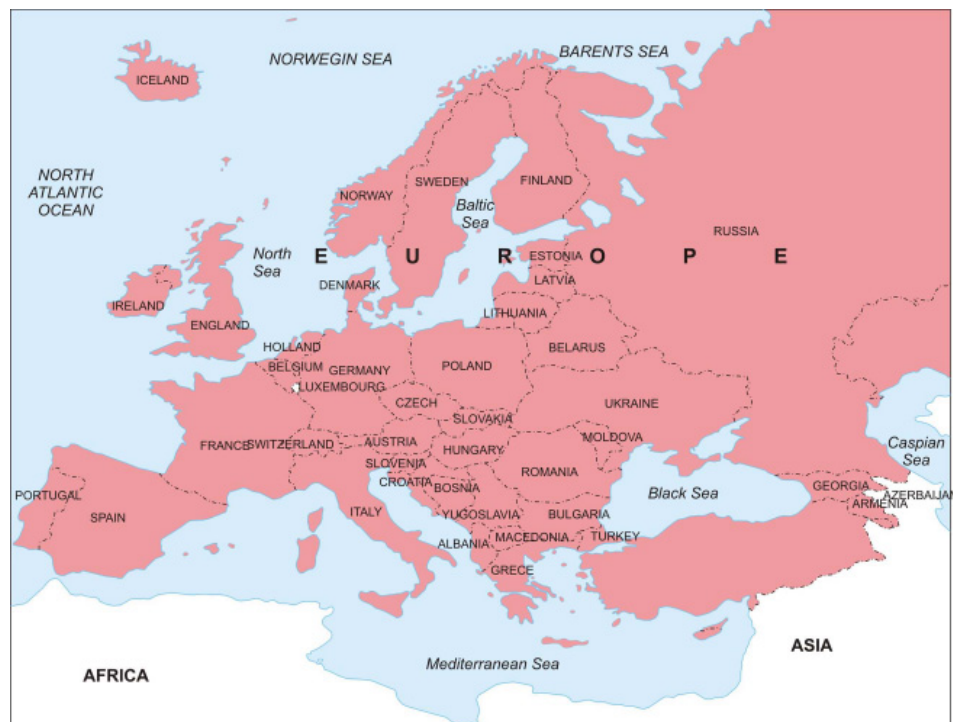 NORWEGIN SEA
BARENTS SEA
ICELAND
NORTH
ATLANTIC
OCEAN
NORWAY
SWEDEN
FINLAND
Baltic
Sea
RUSSIA
North
Sea
E U R O P E
ESTONIA
LATVIA
DENMARK
LITHUANIA
IRELAND
ENGLAND
HOLLAND
BELGIUM
GERMANY
LUXEMBOURG
POLAND
BELARUS
CZECH
SLOVAKIA
UKRAINE
FRANCE
SWITZERLAND
AUSTRIA
HUNGARY
MOLDOVA
SLOVENIA
CROATIA
BOSNIA
ROMANIA
Caspian
Sea
PORTUGAL
SPAIN
ITALY
YUGOSLAVIA
BULGARIA
Black Sea
GEORGIA
ARMENIA
AZERBAIJAN
ALBANIA
MACEDONIA
TURKEY
GRECE
Mediterranean Sea
AFRICA
ASIA